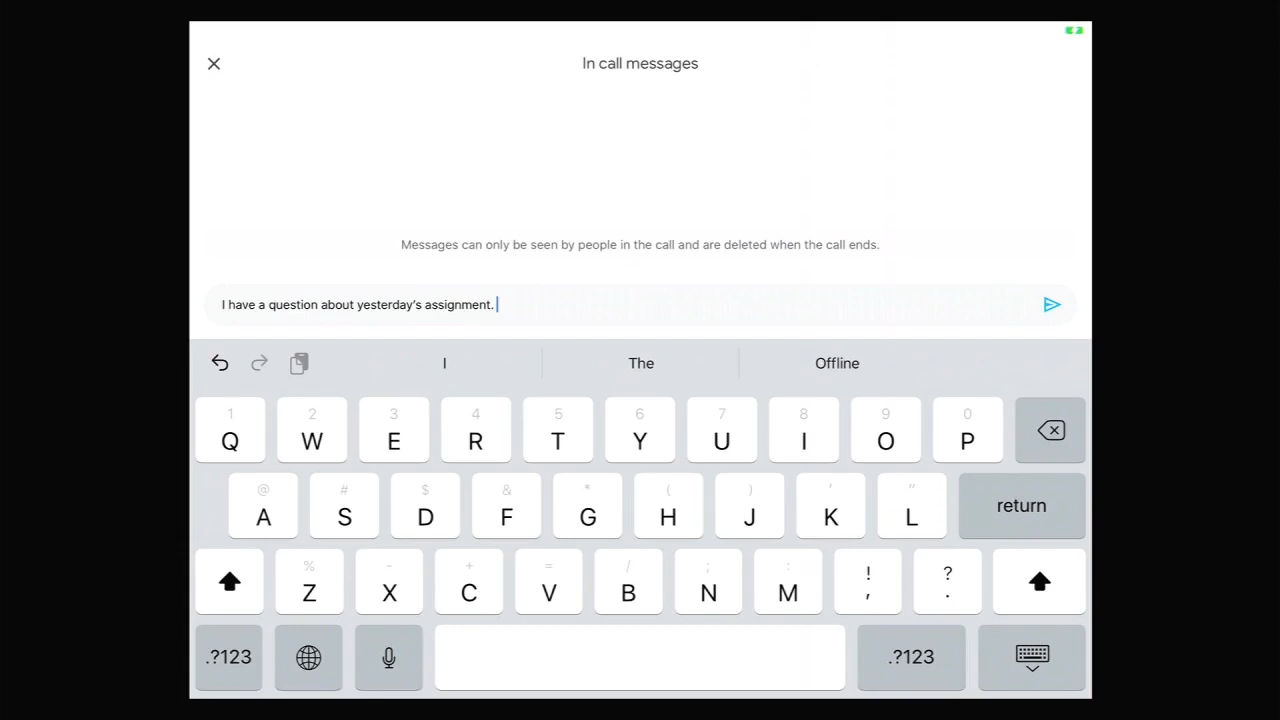 In call messages
Messages can only be seen by people in the call and are deleted when the call ends.
I have a question about yesterday's assignment.
I The Offline
1 2 3 4 5 6 7 8 9 0
Q W E R T Y U I O P
@ # $ & * ( ) ' "
A S D F G H J K L return
% - + = / ; : ! ?
Z X C V B N M , .
.?123 .?123